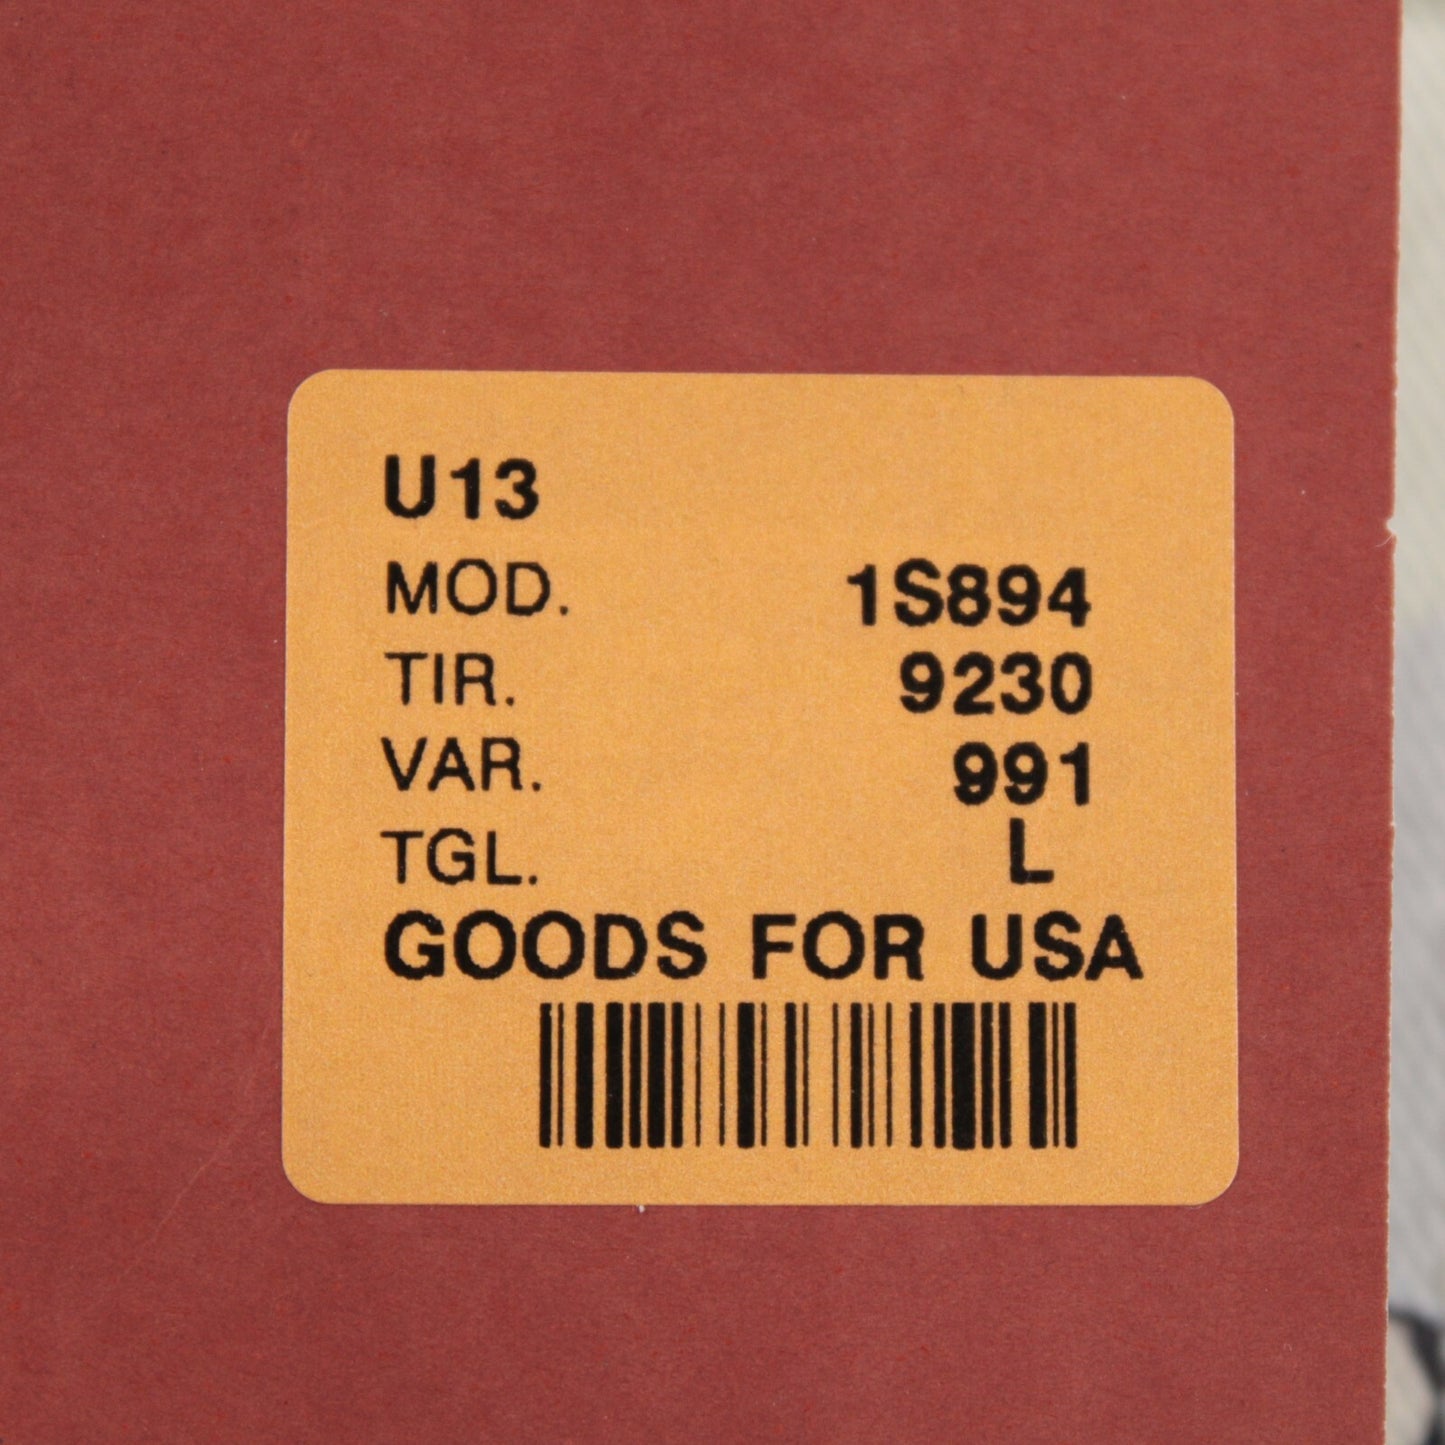 U13
MOD. 1S894
TIR. 9230
VAR. 991
TGL. L
GOODS FOR USA